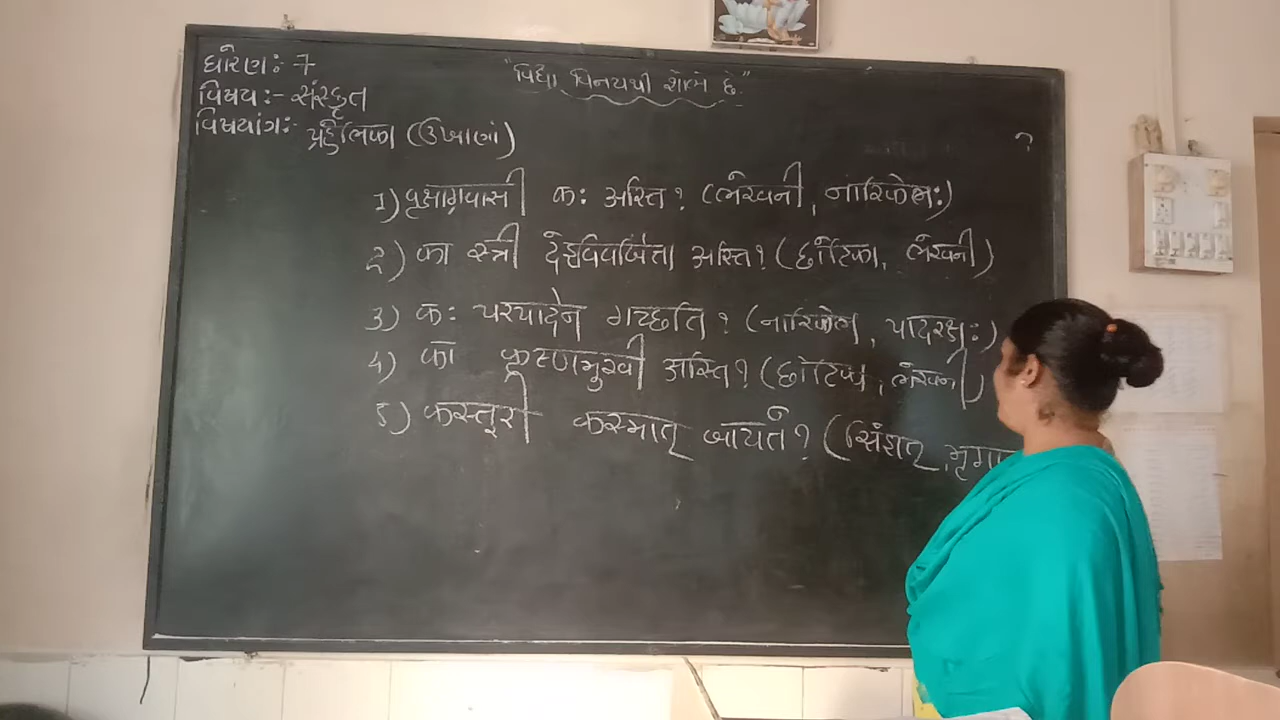 ધોરણ:- 7
"વિદ્યા વિનયથી શોભે છે"
વિષય:- સંસ્કૃત
વિષયાંગ:- પ્રહેલિકા (ઉખાણાં)
1) वृक्षाग्रवासी कः अस्ति? (लेखनी, नारिकेलः)
2) का स्त्री देहविवर्जिता अस्ति? (छोटिका, लेखनी)
3) कः परपादेन गच्छति? (नारिकेल, पादरक्षः)
4) का कृष्णमुखी अस्ति? (छोटिका, लेखनी)
5) कस्तूरी कस्मात् जायते? (सिंहात्, मृगा